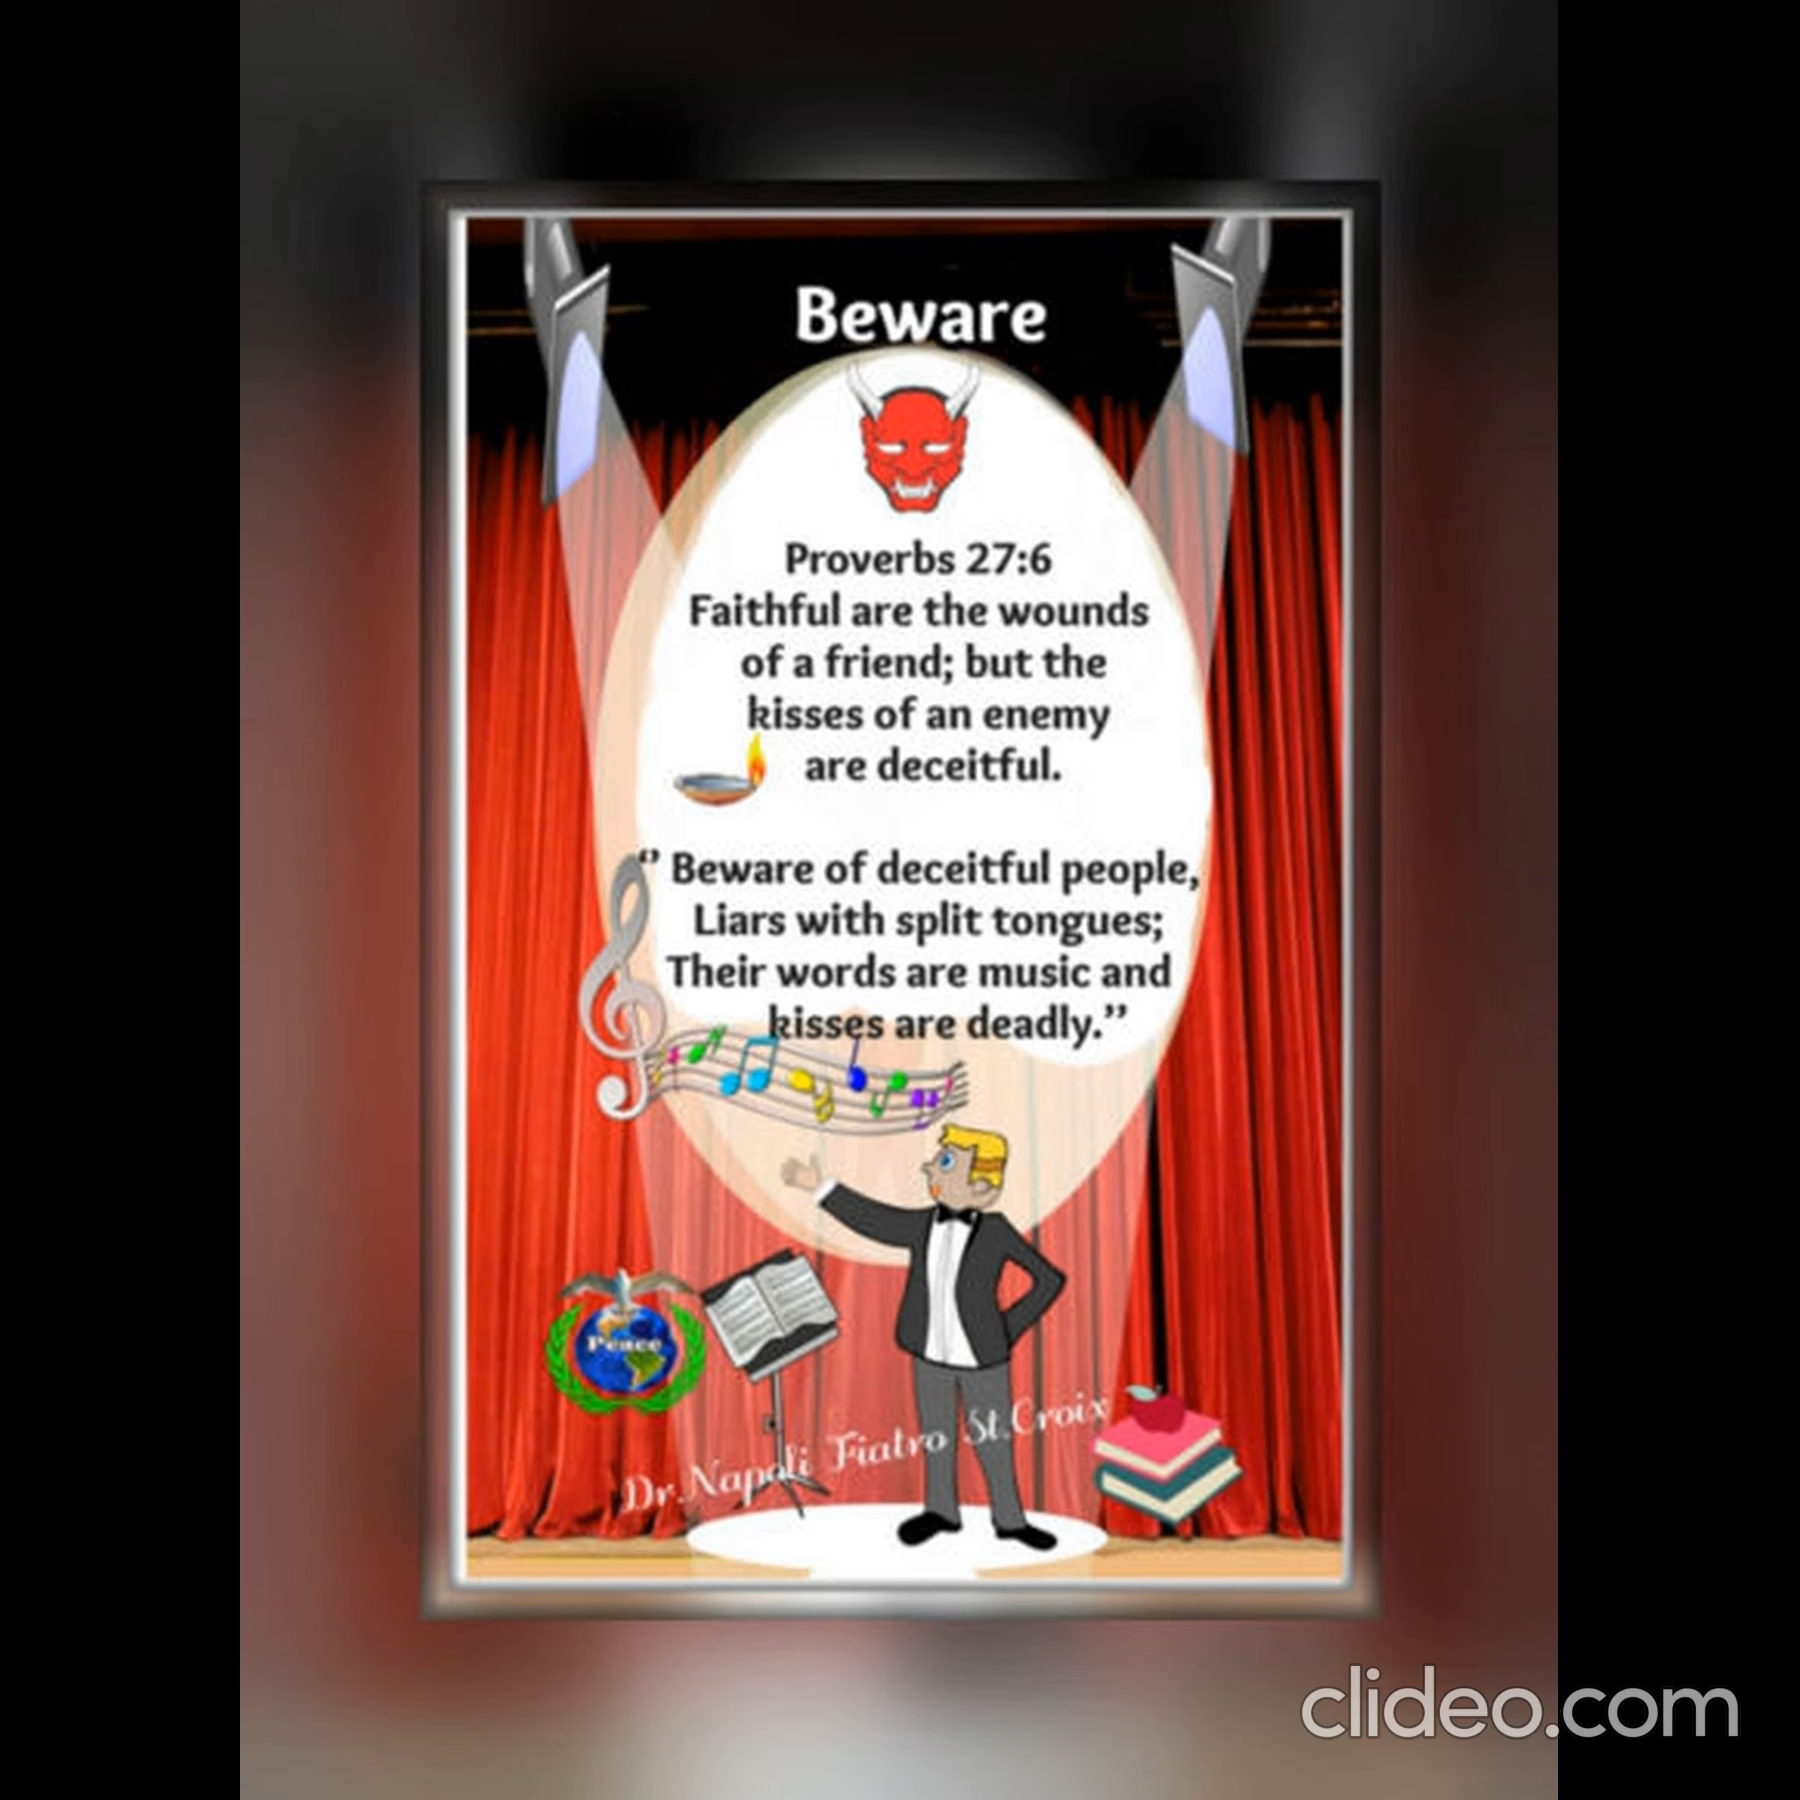 Beware
Proverbs 27:6
Faithful are the wounds
of a friend; but the
kisses of an enemy
are deceitful.
‘’ Beware of deceitful people,
Liars with split tongues;
Their words are music and
kisses are deadly.’’
Peace
Dr.Napoli Fiatro St.Croix
clideo.com